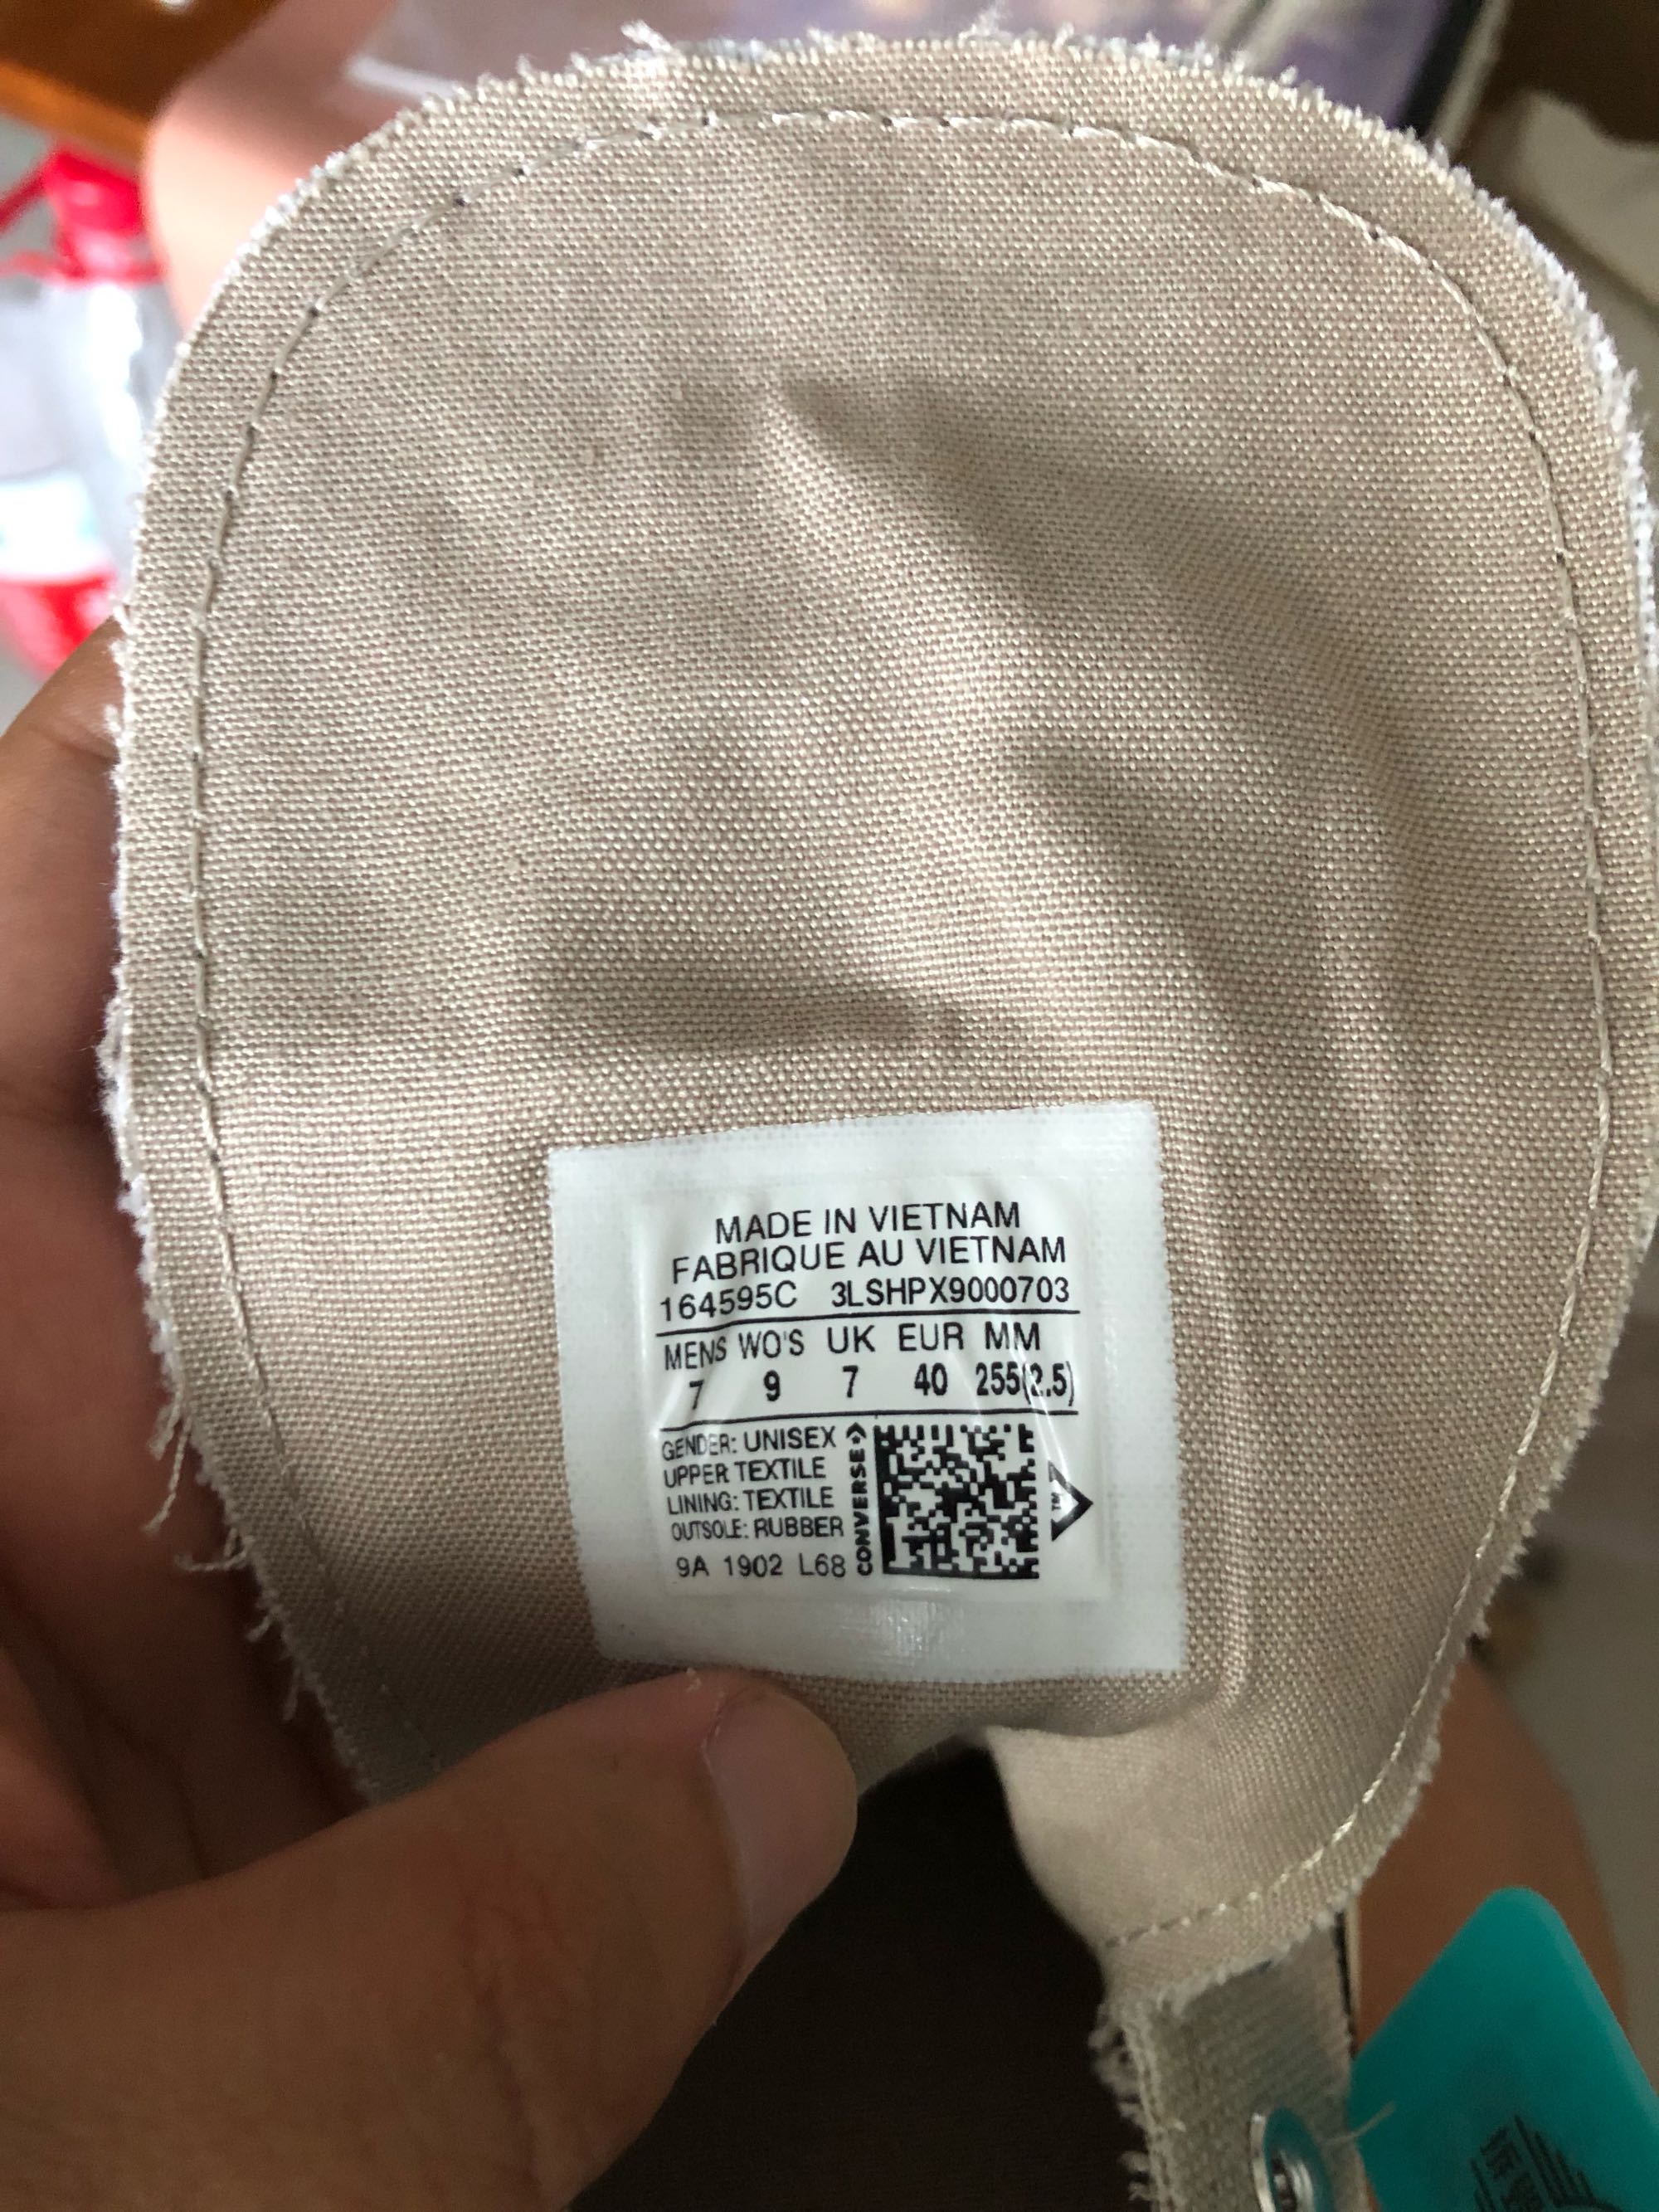 MADE IN VIETNAM
FABRIQUE AU VIETNAM
164595C 3LSHPX9000703
MENS WO'S UK EUR MM
7 9 7 40 255(2.5)
GENDER: UNISEX
UPPER TEXTILE
LINING: TEXTILE
OUTSOLE: RUBBER
9A 1902 L68
CONVERSE
TM